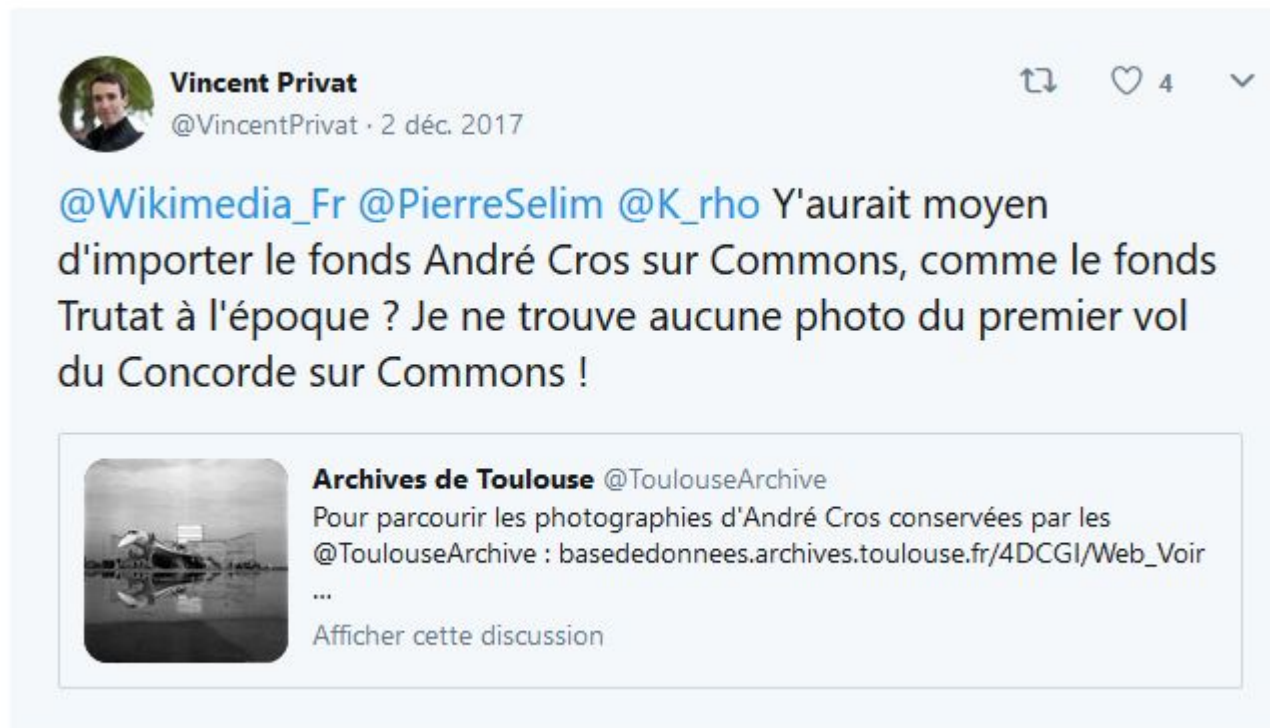 Vincent Privat
4
@VincentPrivat · 2 déc. 2017
@Wikimedia_Fr @PierreSelim @K_rho Y'aurait moyen
d'importer le fonds André Cros sur Commons, comme le fonds
Trutat à l'époque ? Je ne trouve aucune photo du premier vol
du Concorde sur Commons !
Archives de Toulouse @ToulouseArchive
Pour parcourir les photographies d'André Cros conservées par les
@ToulouseArchive : basededonnees.archives.toulouse.fr/4DCGI/Web_Voir
...
Afficher cette discussion